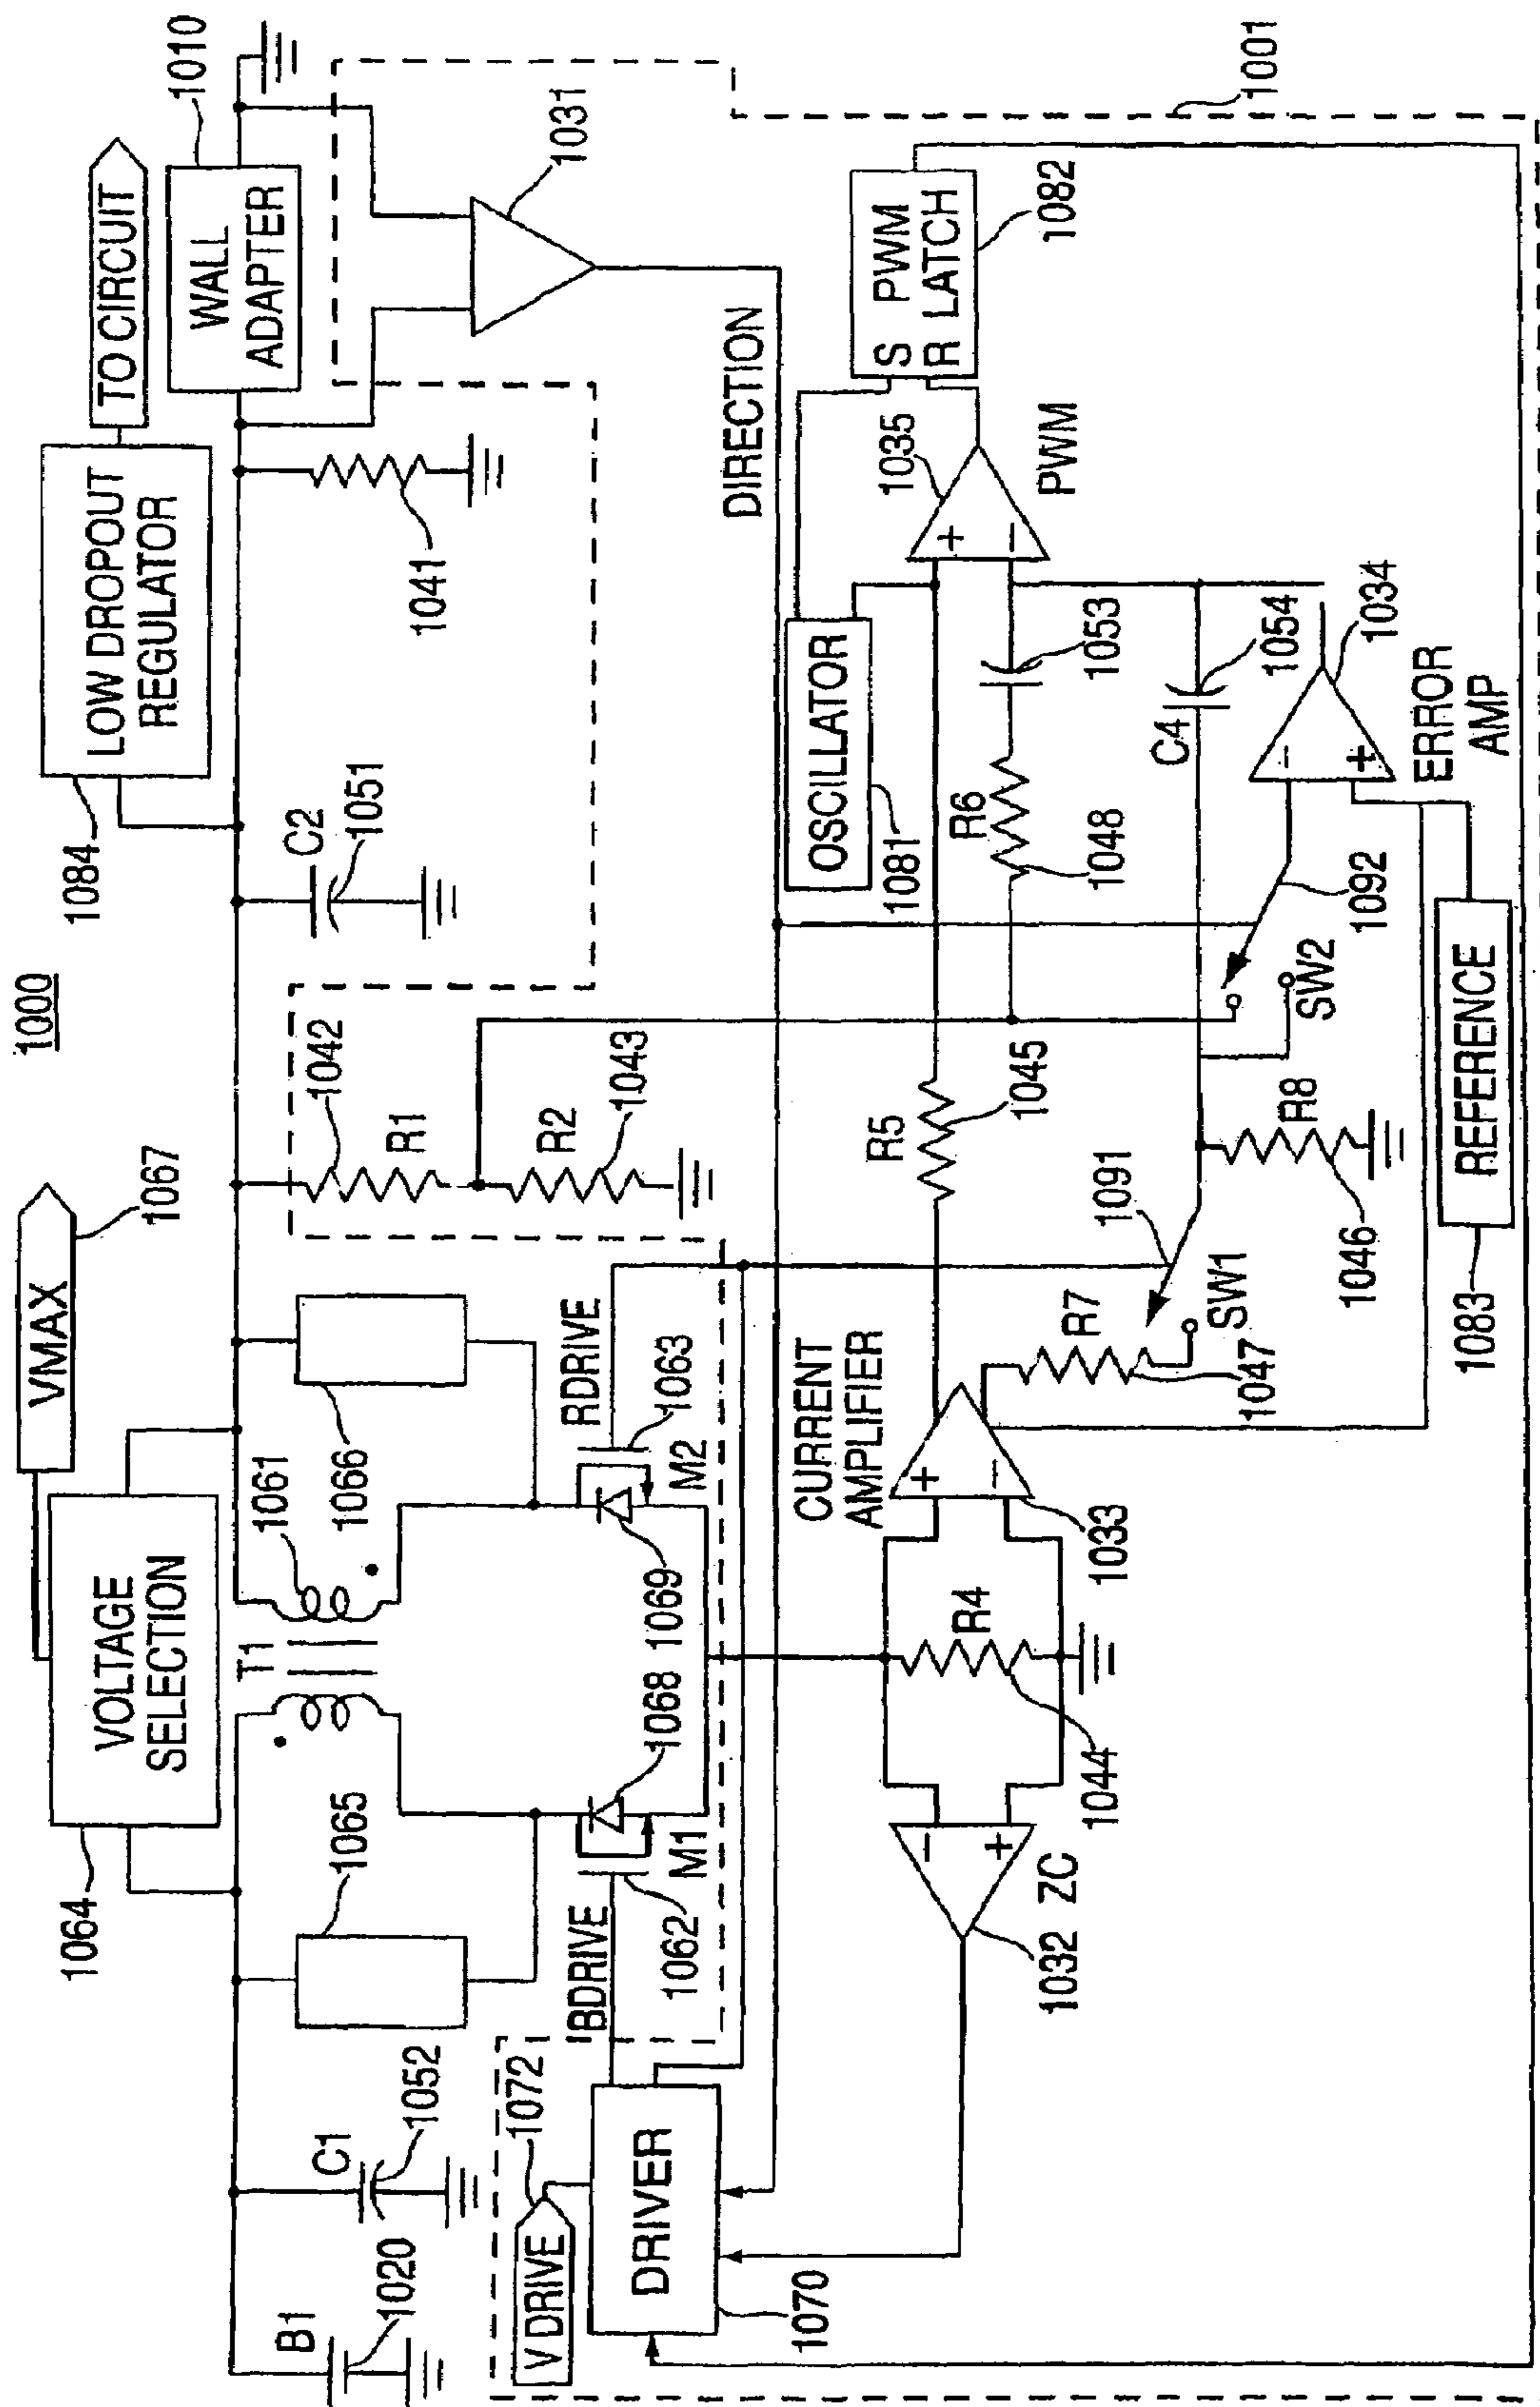 1000
VMAX
1067
VOLTAGE
SELECTION
1064
LOW DROPOUT
REGULATOR
1084
TO CIRCUIT
WALL
ADAPTER
1010
B1
1020
C1
1052
1065
T1
1061
1066
1042
R1
R2
1043
C2
1051
1041
1031
V DRIVE
1072
BDRIVE
1062
M1
1068
1069
M2
1063
RDRIVE
DRIVER
1070
DIRECTION
1032
ZC
R4
1044
CURRENT
AMPLIFIER
1033
R5
1045
R7
1047
SW1
1091
R8
1046
OSCILLATOR
1081
R6
1048
1053
1035
PWM
S PWM
R LATCH
1082
1001
C4
1054
SW2
1092
1034
ERROR
AMP
REFERENCE
1083